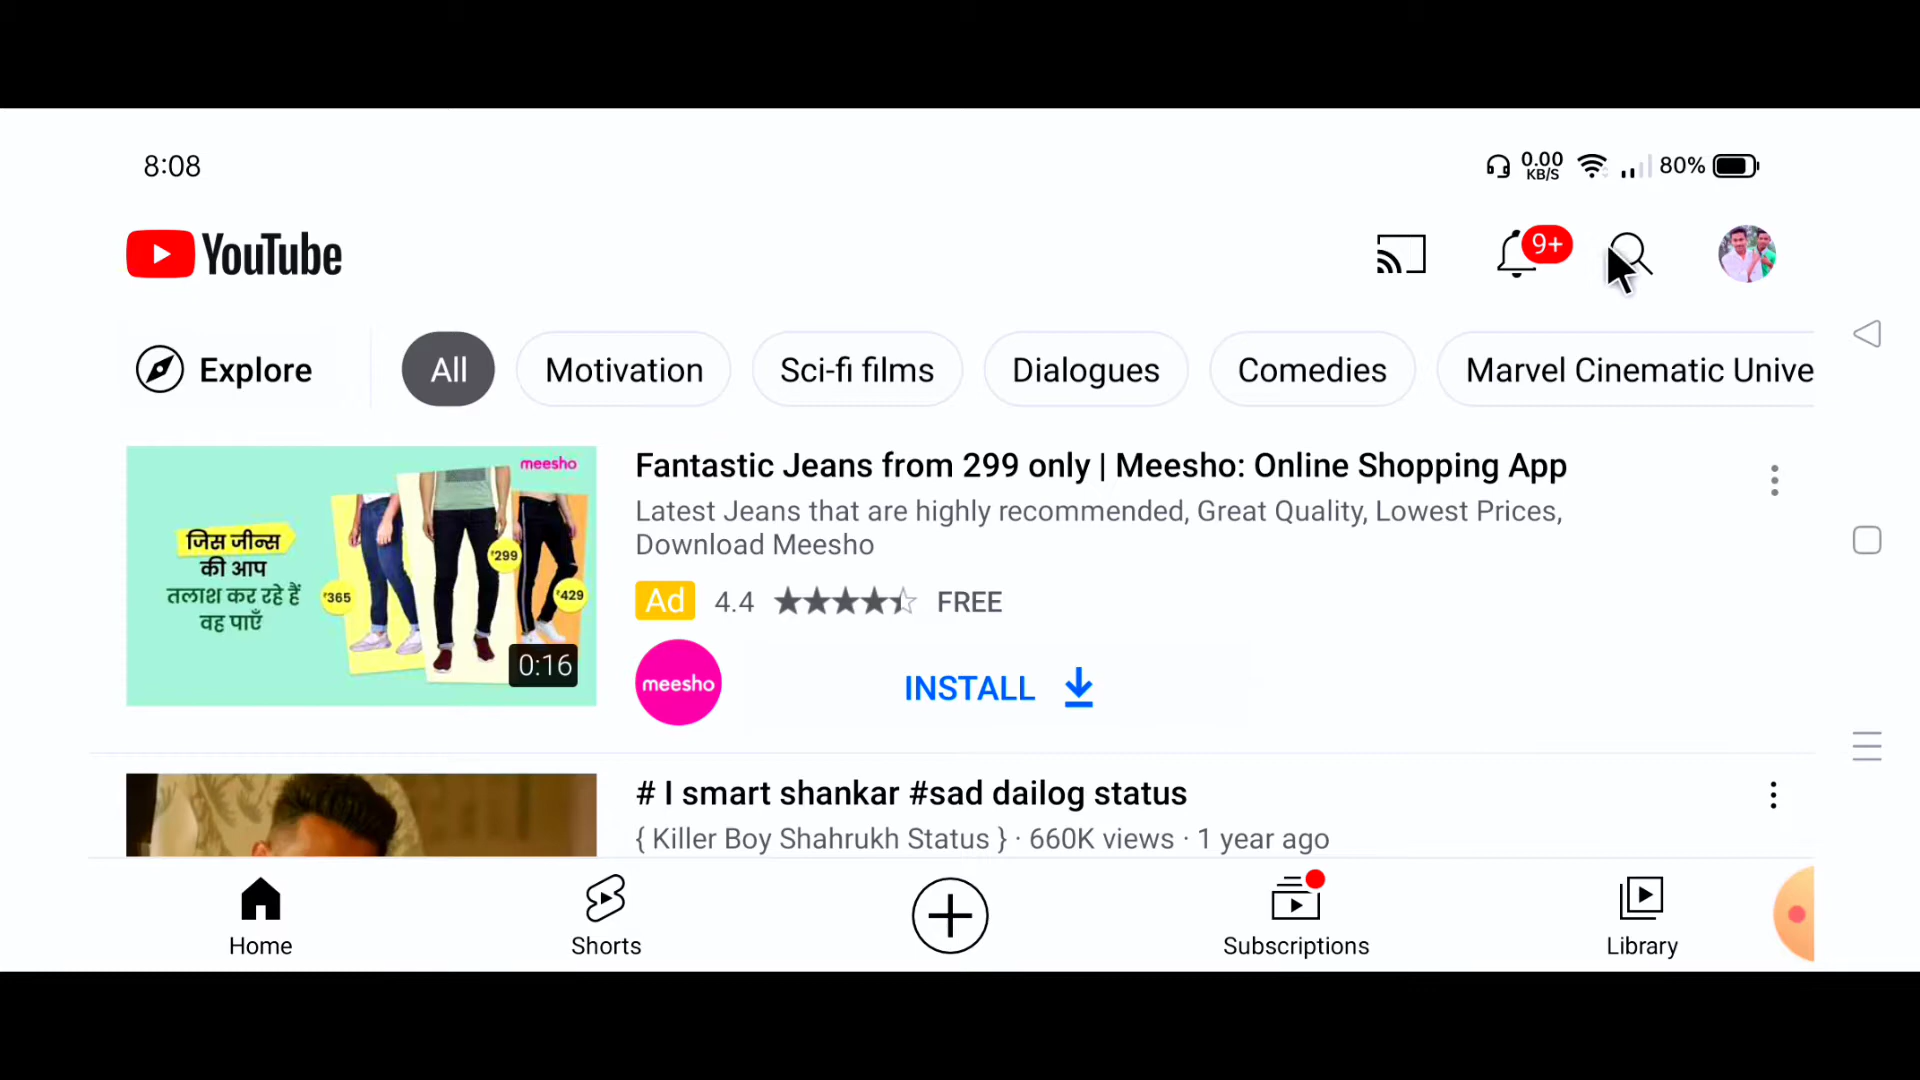 8:08
0.00
KB/S
80%
YouTube
9+
Explore
All
Motivation
Sci-fi films
Dialogues
Comedies
Marvel Cinematic Unive
meesho
जिस जीन्स
की आप
तलाश कर रहे हैं
वह पाएँ
₹365
₹299
₹429
0:16
Fantastic Jeans from 299 only | Meesho: Online Shopping App
Latest Jeans that are highly recommended, Great Quality, Lowest Prices,
Download Meesho
Ad 4.4 FREE
meesho
INSTALL
# I smart shankar #sad dailog status
{ Killer Boy Shahrukh Status } · 660K views · 1 year ago
Home
Shorts
Subscriptions
Library